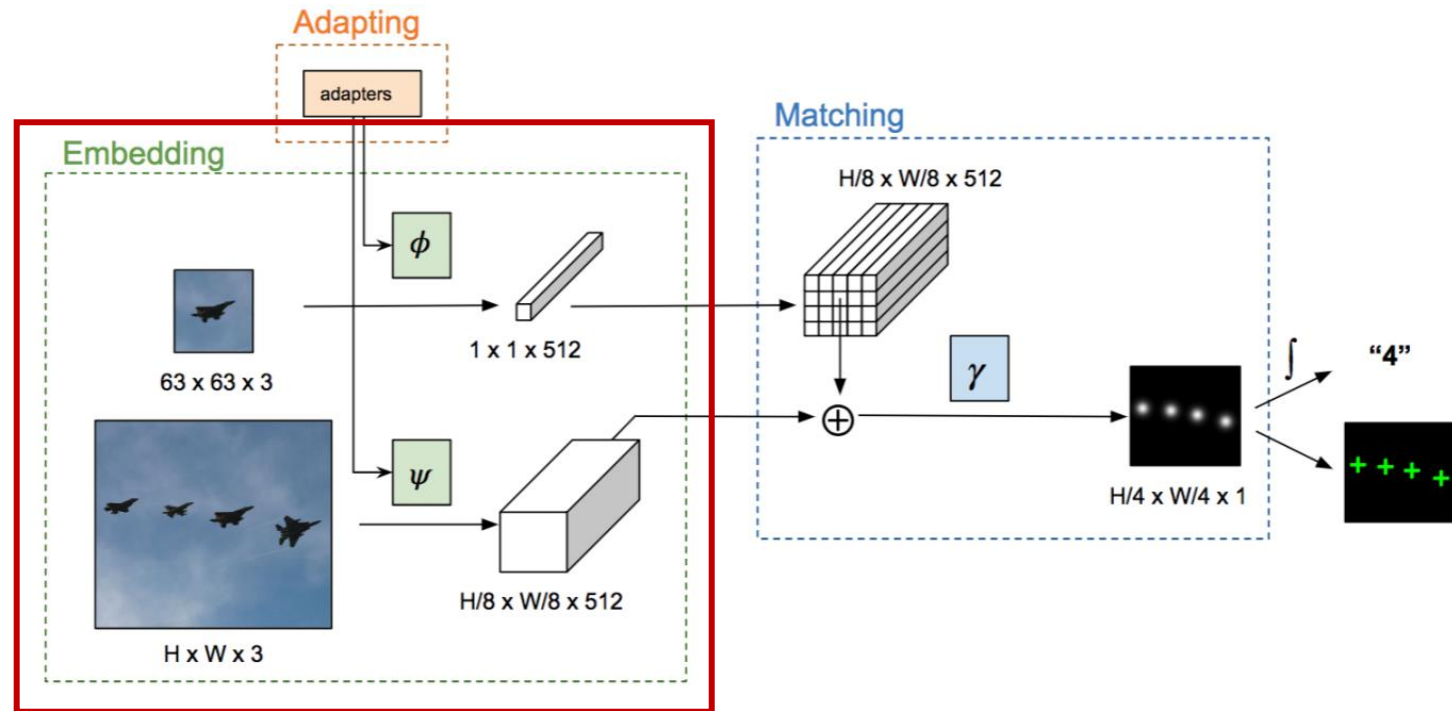 Adapting
adapters
Embedding
ϕ
1 x 1 x 512
63 x 63 x 3
ψ
H/8 x W/8 x 512
H x W x 3
Matching
H/8 x W/8 x 512
γ
H/4 x W/4 x 1
∫
“4”